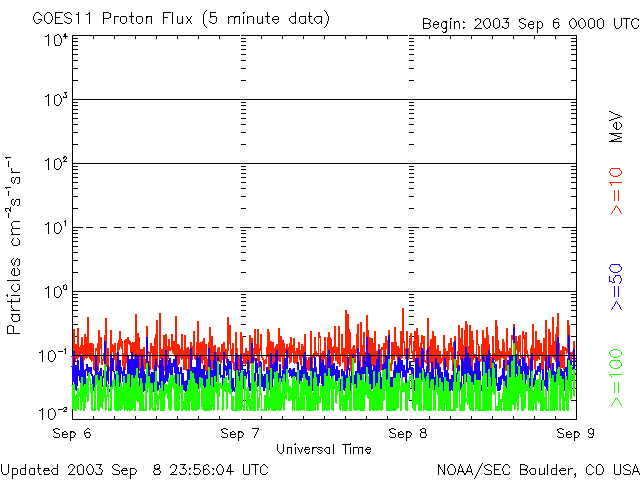 GOES11 Proton Flux (5 minute data)
Begin: 2003 Sep 6 0000 UTC
10⁴
10³
10²
10¹
10⁰
10⁻¹
10⁻²
Particles cm⁻²s⁻¹sr⁻¹
MeV
>=10
>=50
>=100
Sep 6
Sep 7
Sep 8
Sep 9
Universal Time
Updated 2003 Sep 8 23:56:04 UTC
NOAA/SEC Boulder, CO USA